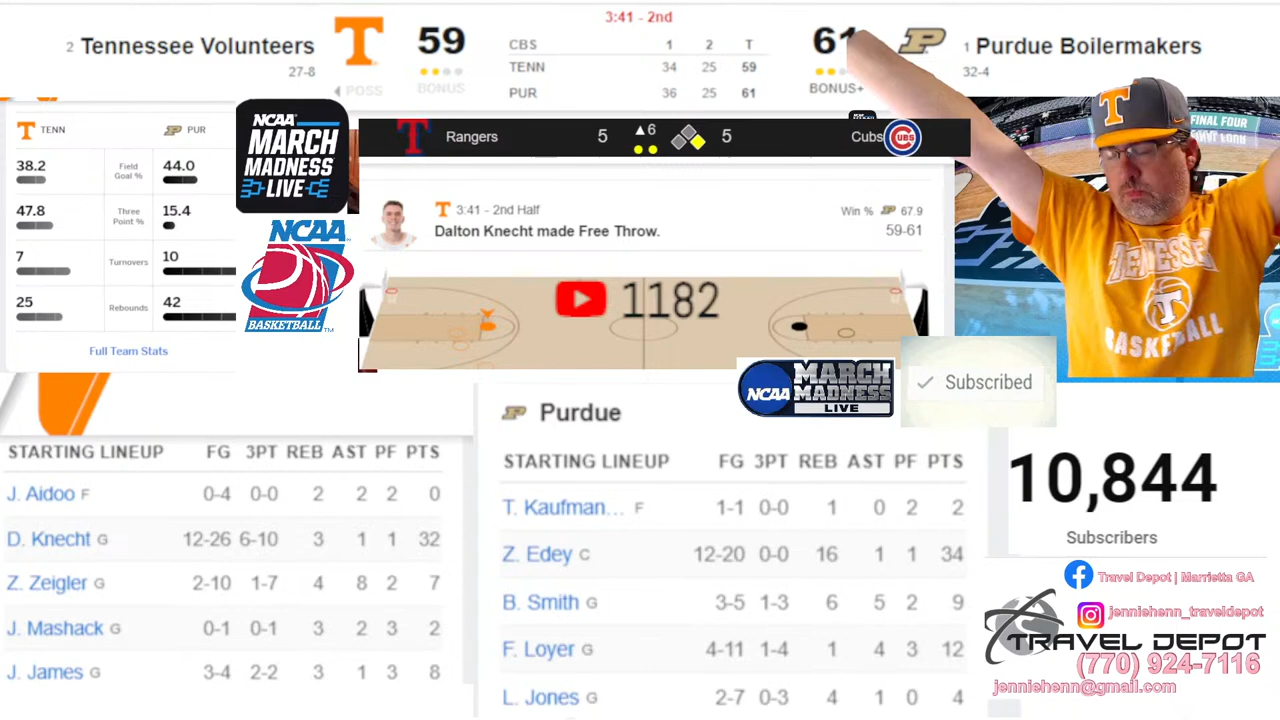 3:41 - 2nd
2 Tennessee Volunteers
27-8
T
59
BONUS
POSS
CBS 1 2 T
TENN 34 25 59
PUR 36 25 61
61
BONUS+
P
1 Purdue Boilermakers
32-4
T TENN P PUR
38.2 Field Goal % 44.0
47.8 Three Point % 15.4
7 Turnovers 10
25 Rebounds 42
Full Team Stats
NCAA
MARCH
MADNESS
LIVE
NCAA
BASKETBALL™
T Rangers 5 ▲6 5 Cubs CUBS
T 3:41 - 2nd Half
Dalton Knecht made Free Throw.
Win % P 67.9
59-61
1182
NCAA MARCH MADNESS LIVE
✓ Subscribed
FINAL FOUR
T
TENNESSEE
T
BASKETBALL
STARTING LINEUP FG 3PT REB AST PF PTS
J. Aidoo F 0-4 0-0 2 2 2 0
D. Knecht G 12-26 6-10 3 1 1 32
Z. Zeigler G 2-10 1-7 4 8 2 7
J. Mashack G 0-1 0-1 3 2 3 2
J. James G 3-4 2-2 3 1 3 8
P Purdue
STARTING LINEUP FG 3PT REB AST PF PTS
T. Kaufman... F 1-1 0-0 1 0 2 2
Z. Edey C 12-20 0-0 16 1 1 34
B. Smith G 3-5 1-3 6 5 2 9
F. Loyer G 4-11 1-4 1 4 3 12
L. Jones G 2-7 0-3 4 1 0 4
10,844
Subscribers
Travel Depot | Marrietta GA
jenniehenn_traveldepot
TRAVEL DEPOT
(770) 924-7116
jenniehenn@gmail.com